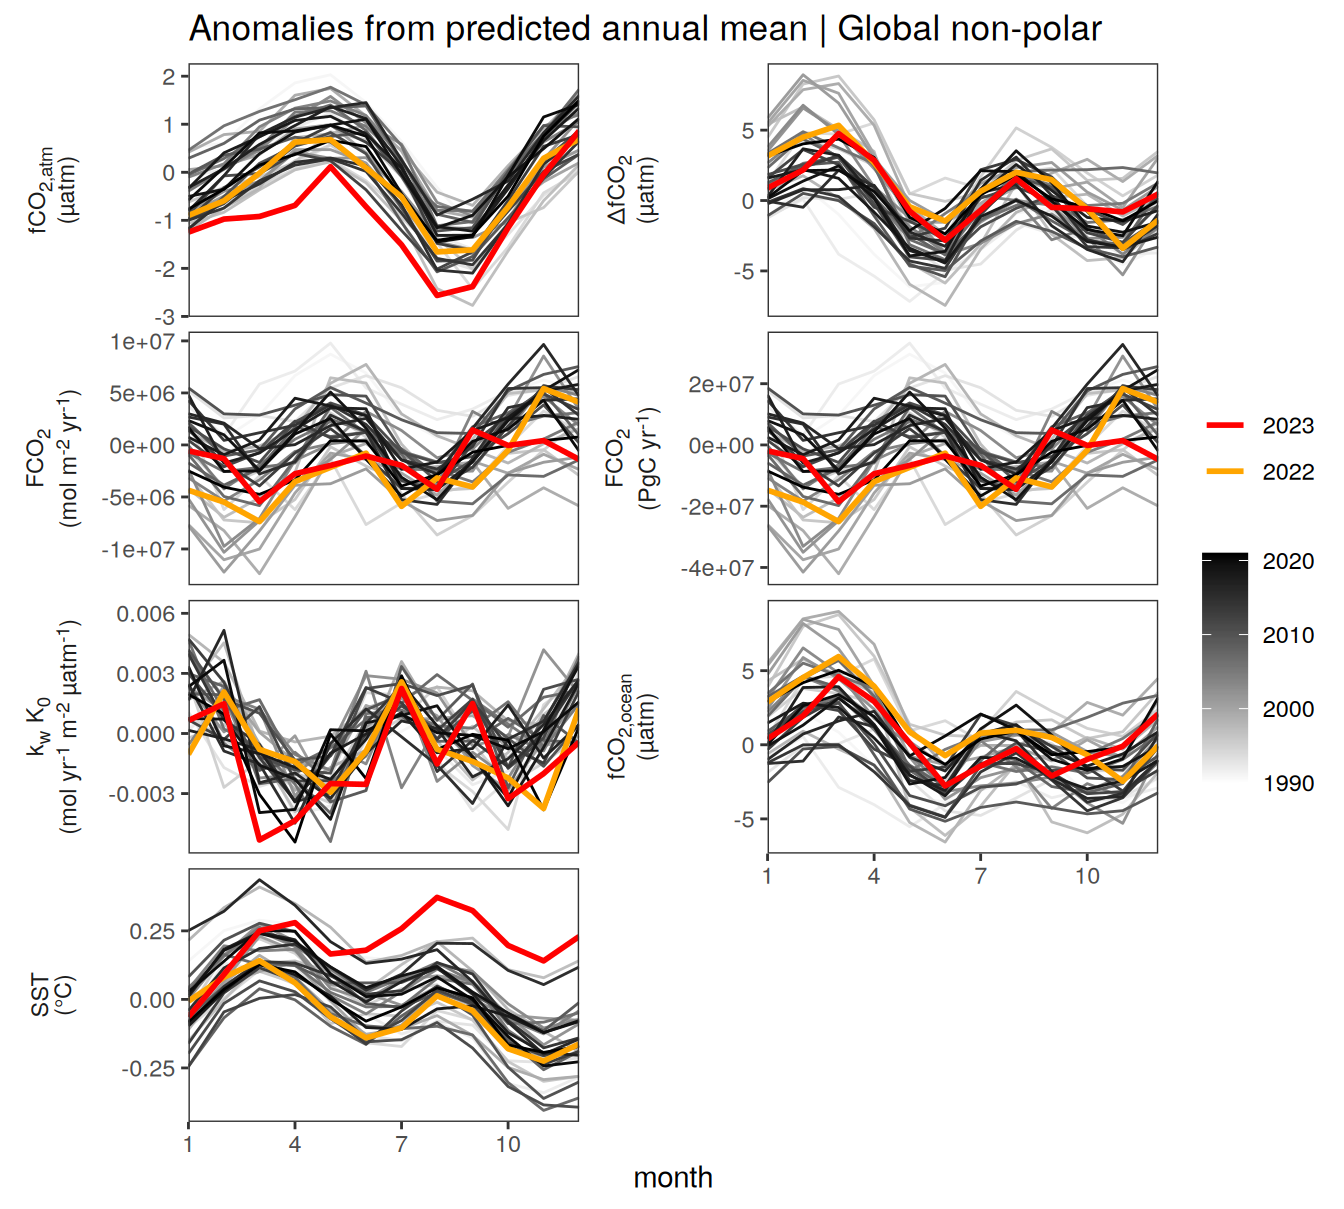 Anomalies from predicted annual mean | Global non-polar
fCO2,atm
(µatm)
2
1
0
-1
-2
-3
ΔfCO2
(µatm)
5
0
-5
FCO2
(mol m-2 yr-1)
1e+07
5e+06
0e+00
-5e+06
-1e+07
FCO2
(PgC yr-1)
2e+07
0e+00
-2e+07
-4e+07
kw K0
(mol yr-1 m-2 µatm-1)
0.006
0.003
0.000
-0.003
fCO2,ocean
(µatm)
5
0
-5
1 4 7 10
SST
(°C)
0.25
0.00
-0.25
1 4 7 10
month
2023
2022
2020
2010
2000
1990